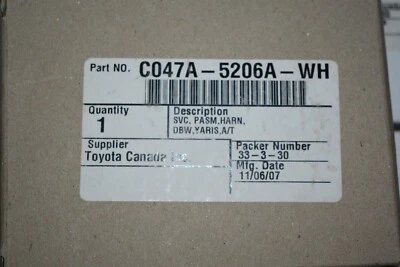 Part NO. C047A-5206A-WH
Quantity
1
Description
SVC, PASM,HARN,
DBW,YARIS,A/T
Supplier
Toyota Canada Inc.
Packer Number
33-3-30
Mfg. Date
11/06/07